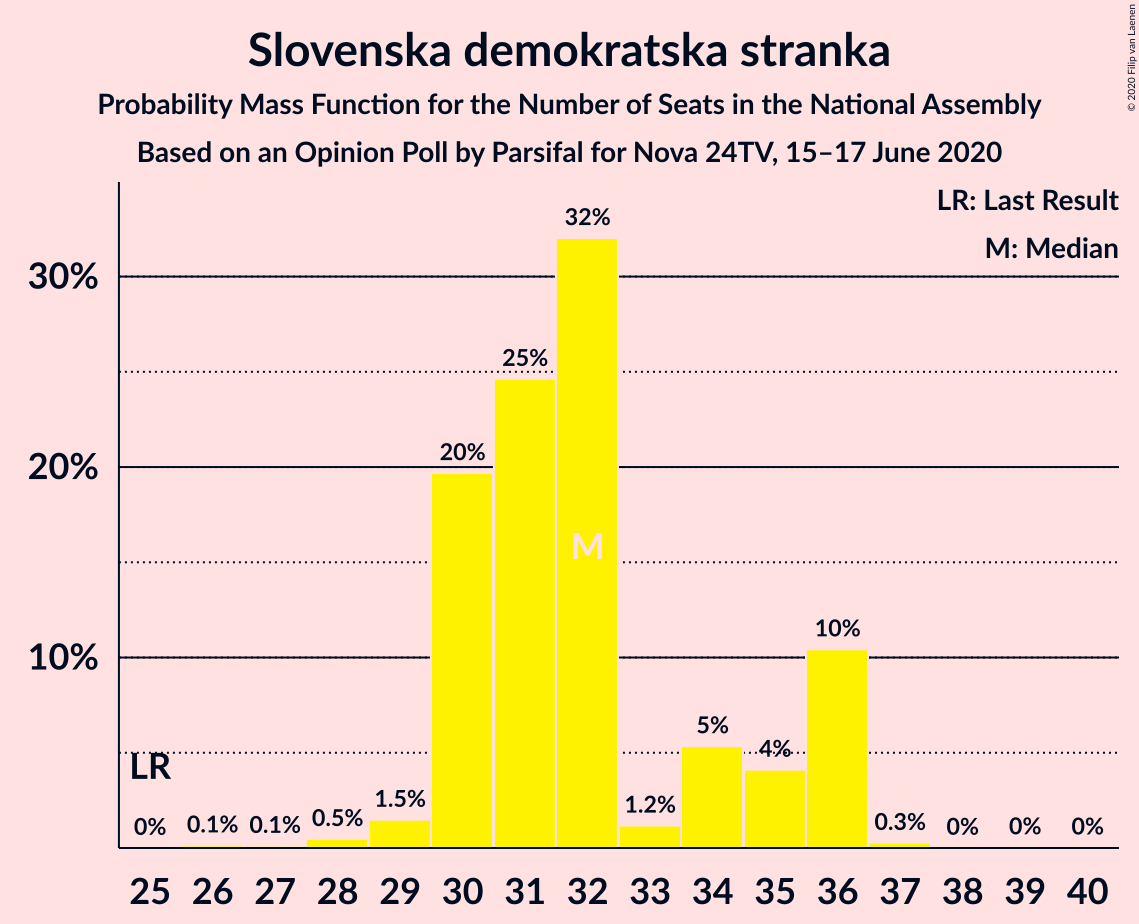 Slovenska demokratska stranka
Probability Mass Function for the Number of Seats in the National Assembly
Based on an Opinion Poll by Parsifal for Nova 24TV, 15–17 June 2020
© 2020 Filip van Laenen
LR: Last Result
M: Median
30%
20%
10%
32%
25%
20%
M
10%
5%
4%
LR
0%
0.1%
0.1%
0.5%
1.5%
1.2%
0.3%
0%
0%
0%
25 26 27 28 29 30 31 32 33 34 35 36 37 38 39 40